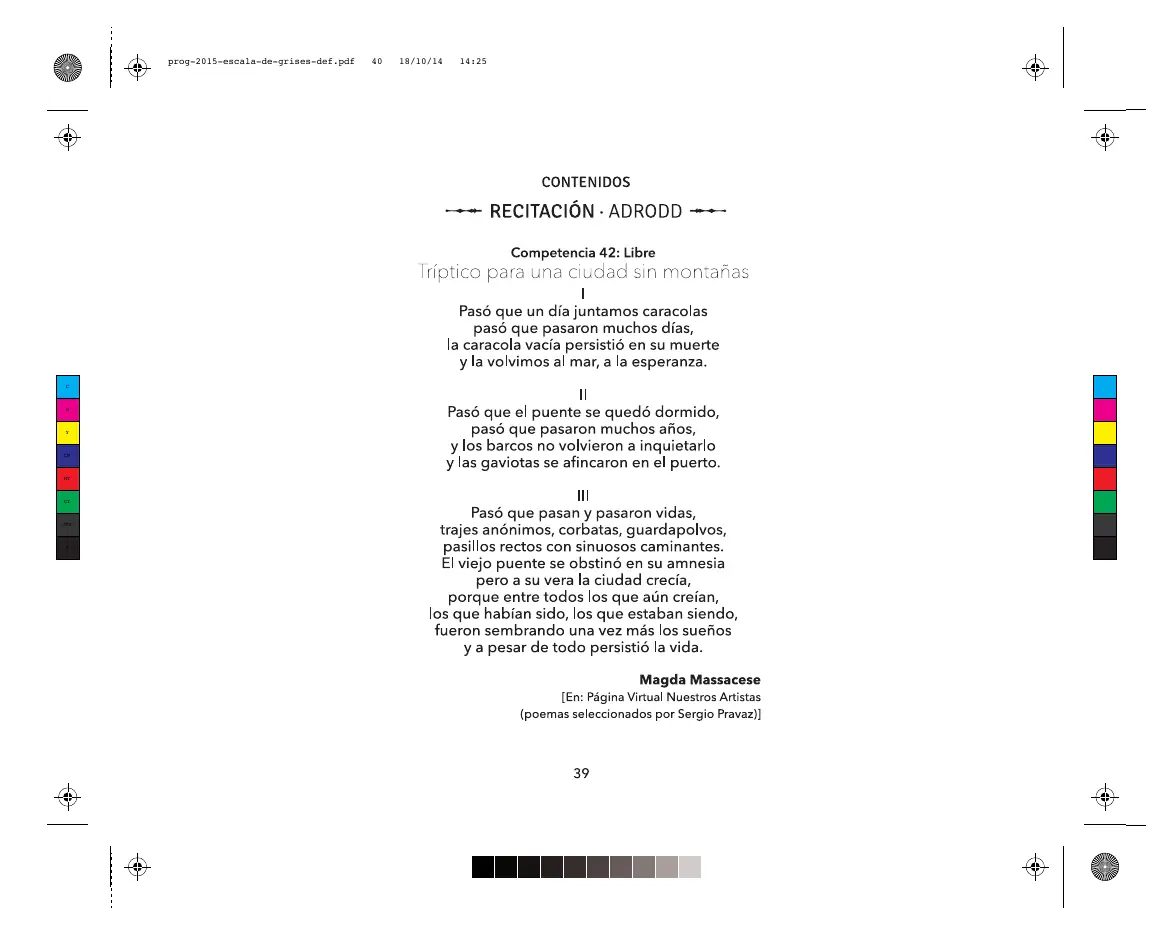 prog-2015-escala-de-grises-def.pdf 40 18/10/14 14:25
CONTENIDOS
RECITACIÓN · ADRODD
Competencia 42: Libre
Tríptico para una ciudad sin montañas
I
Pasó que un día juntamos caracolas
pasó que pasaron muchos días,
la caracola vacía persistió en su muerte
y la volvimos al mar, a la esperanza.
II
Pasó que el puente se quedó dormido,
pasó que pasaron muchos años,
y los barcos no volvieron a inquietarlo
y las gaviotas se afincaron en el puerto.
III
Pasó que pasan y pasaron vidas,
trajes anónimos, corbatas, guardapolvos,
pasillos rectos con sinuosos caminantes.
El viejo puente se obstinó en su amnesia
pero a su vera la ciudad crecía,
porque entre todos los que aún creían,
los que habían sido, los que estaban siendo,
fueron sembrando una vez más los sueños
y a pesar de todo persistió la vida.
Magda Massacese
[En: Página Virtual Nuestros Artistas
(poemas seleccionados por Sergio Pravaz)]
39